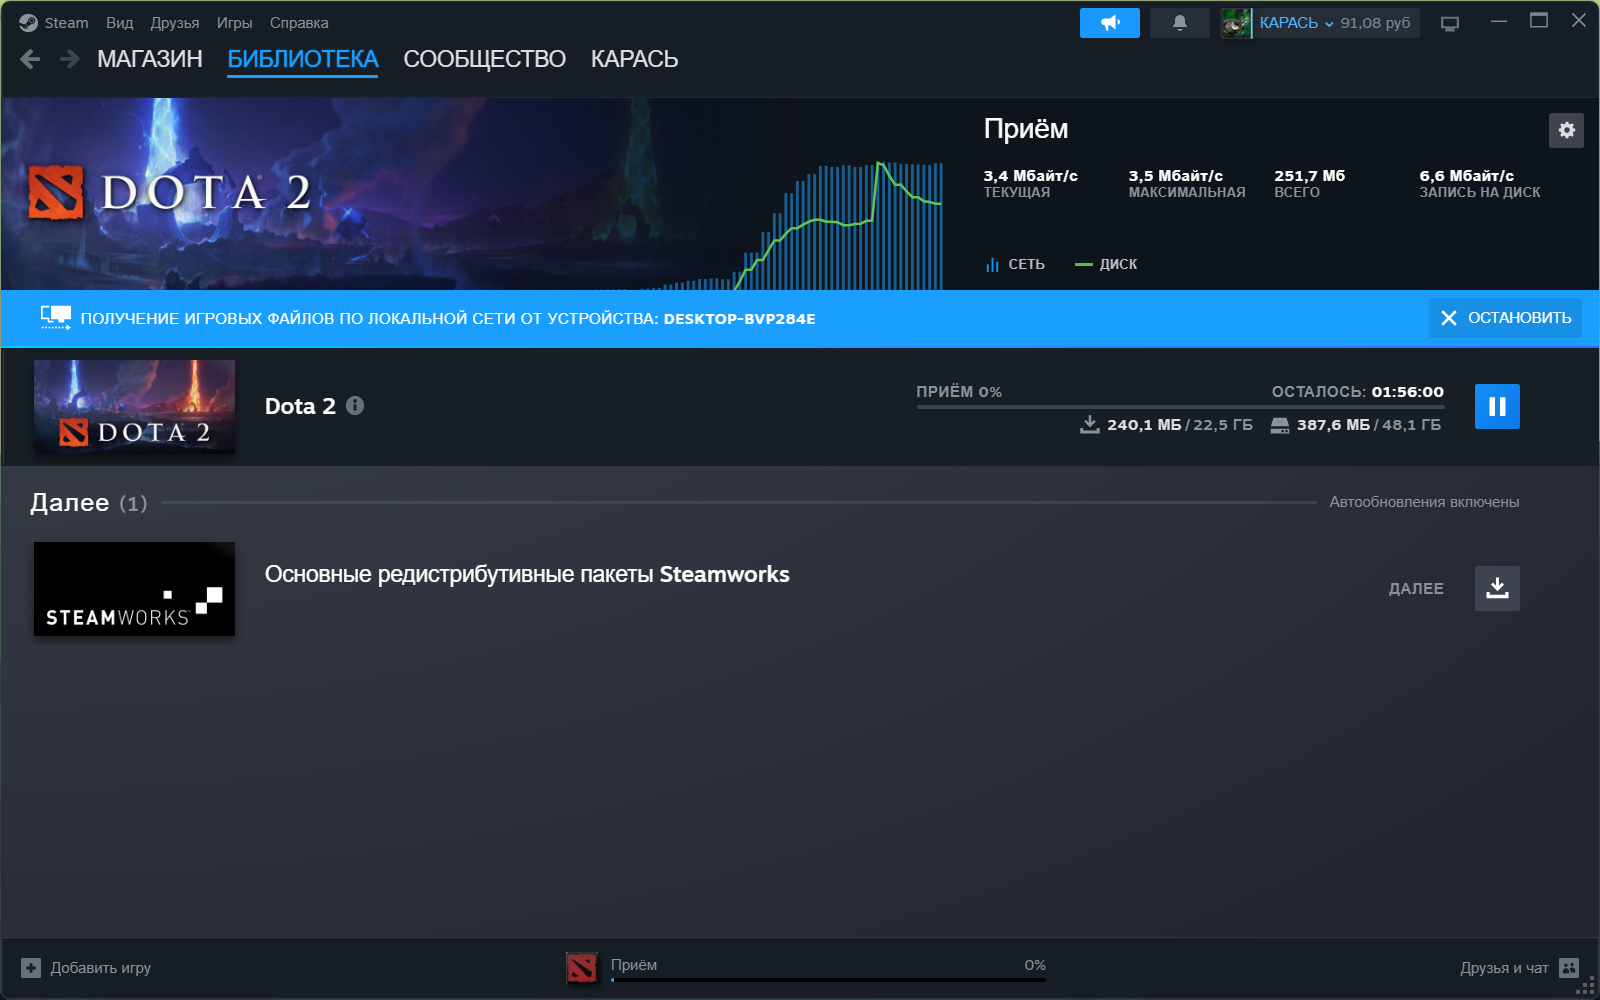 Steam Вид Друзья Игры Справка
КАРАСЬ 91,08 руб
МАГАЗИН БИБЛИОТЕКА СООБЩЕСТВО КАРАСЬ
DOTA 2
Приём
3,4 Мбайт/с 3,5 Мбайт/с 251,7 Мб 6,6 Мбайт/с
ТЕКУЩАЯ МАКСИМАЛЬНАЯ ВСЕГО ЗАПИСЬ НА ДИСК
СЕТЬ ДИСК
ПОЛУЧЕНИЕ ИГРОВЫХ ФАЙЛОВ ПО ЛОКАЛЬНОЙ СЕТИ ОТ УСТРОЙСТВА: DESKTOP-BVP284E
ОСТАНОВИТЬ
DOTA 2
Dota 2
ПРИЁМ 0% ОСТАЛОСЬ: 01:56:00
240,1 МБ / 22,5 ГБ 387,6 МБ / 48,1 ГБ
Далее (1) Автообновления включены
STEAMWORKS
Основные редистрибутивные пакеты Steamworks
ДАЛЕЕ
Добавить игру
Приём 0%
Друзья и чат